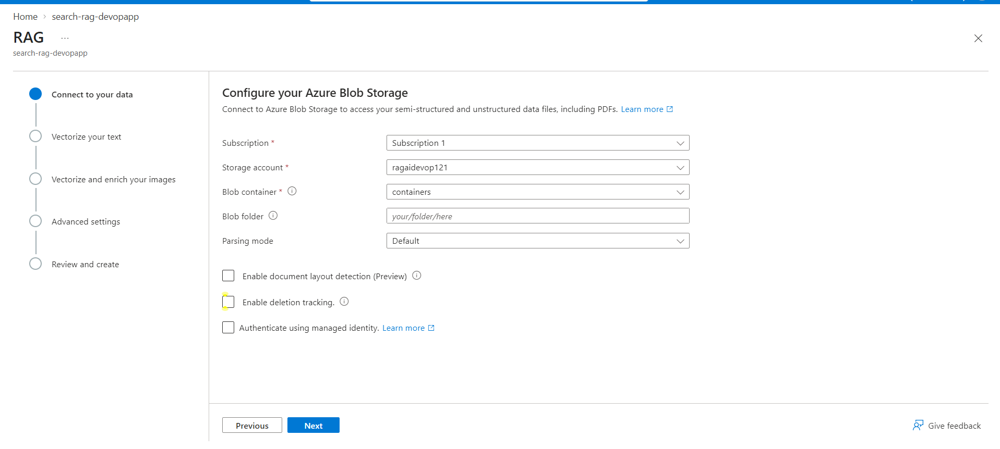 Home > search-rag-devopapp
RAG ...
search-rag-devopapp
Connect to your data
Vectorize your text
Vectorize and enrich your images
Advanced settings
Review and create
Configure your Azure Blob Storage
Connect to Azure Blob Storage to access your semi-structured and unstructured data files, including PDFs. Learn more
Subscription * Subscription 1
Storage account * ragaidevop121
Blob container * containers
Blob folder your/folder/here
Parsing mode Default
Enable document layout detection (Preview)
Enable deletion tracking.
Authenticate using managed identity. Learn more
Previous Next
Give feedback